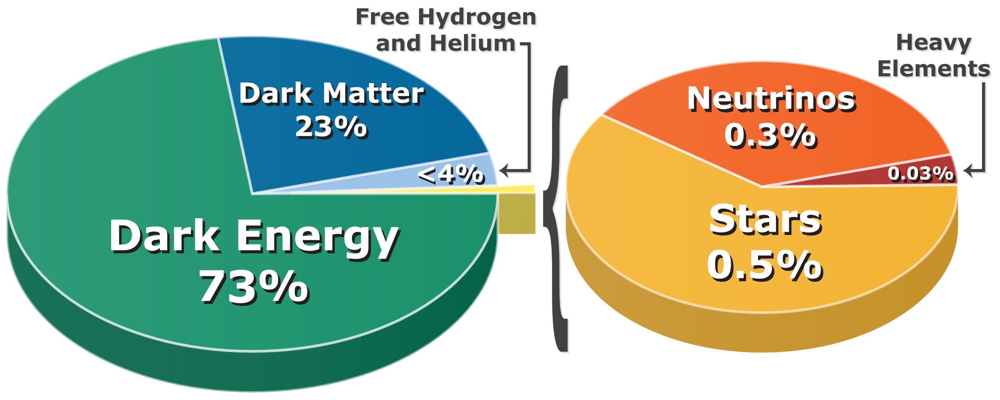 Free Hydrogen
and Helium
Dark Matter
23%
<4%
Dark Energy
73%
Heavy
Elements
Neutrinos
0.3%
0.03%
Stars
0.5%